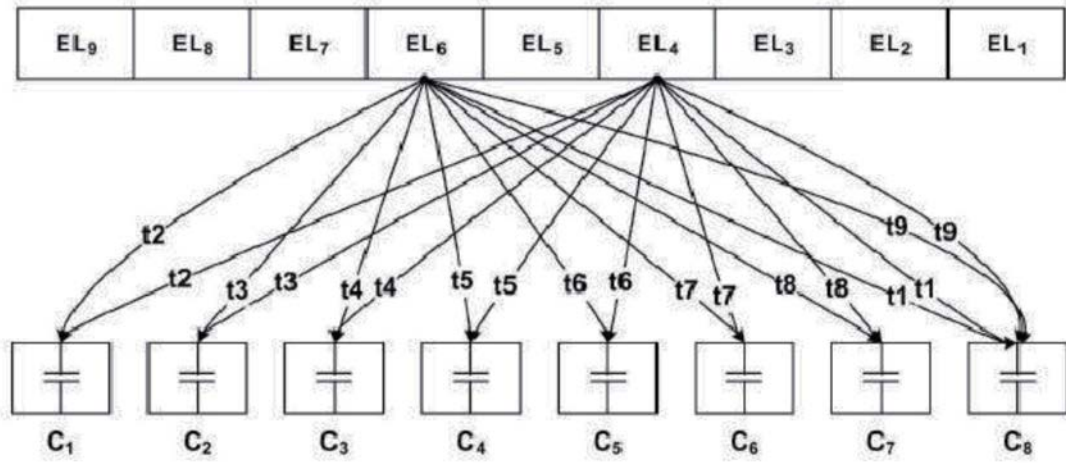 EL₉ EL₈ EL₇ EL₆ EL₅ EL₄ EL₃ EL₂ EL₁
t2 t9 t9
t2 t3 t3 t4 t4 t5 t5 t6 t6 t7 t7 t8 t8 t1 t1
C₁ C₂ C₃ C₄ C₅ C₆ C₇ C₈